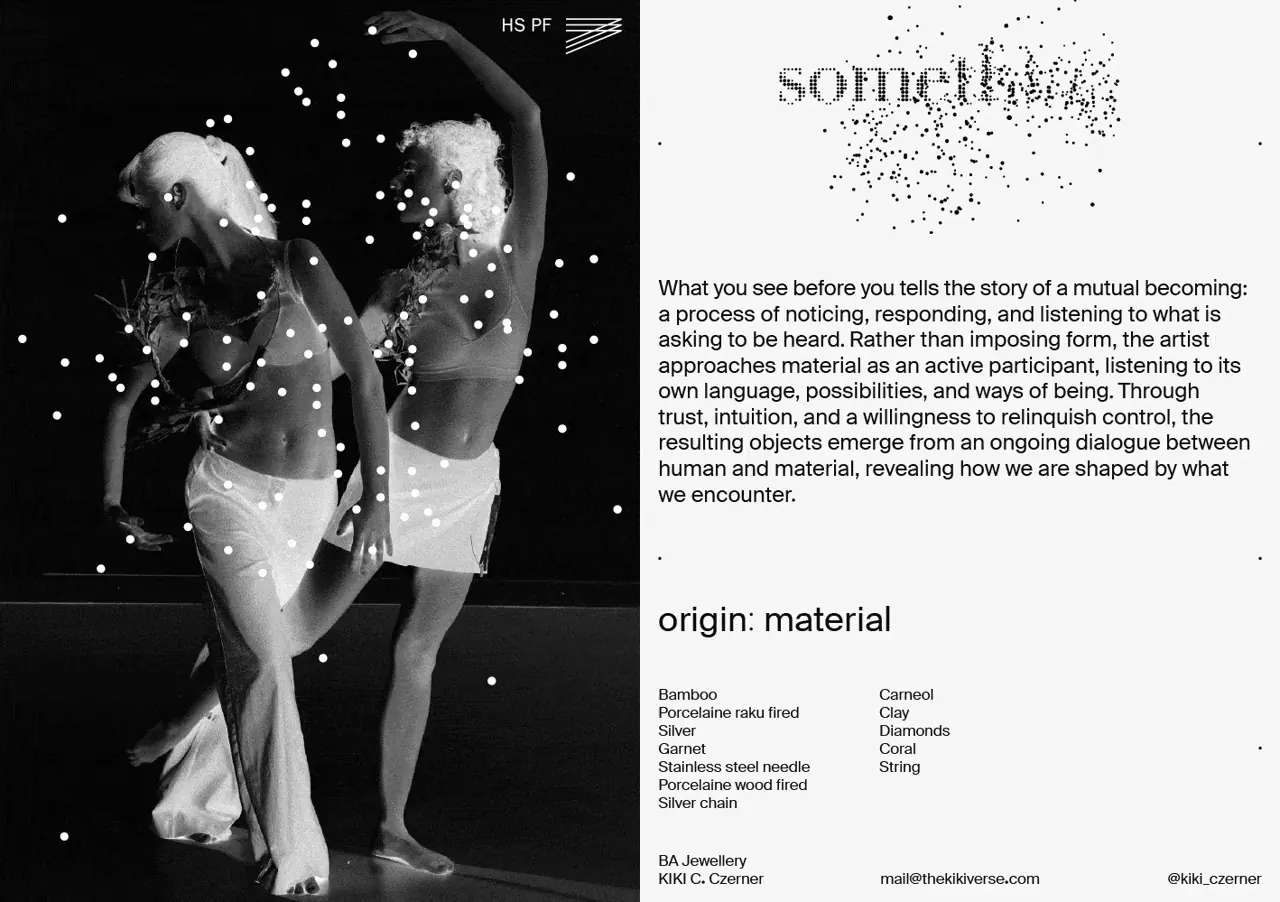 HS PF
something
What you see before you tells the story of a mutual becoming:
a process of noticing, responding, and listening to what is
asking to be heard. Rather than imposing form, the artist
approaches material as an active participant, listening to its
own language, possibilities, and ways of being. Through
trust, intuition, and a willingness to relinquish control, the
resulting objects emerge from an ongoing dialogue between
human and material, revealing how we are shaped by what
we encounter.
origin: material
Bamboo
Porcelaine raku fired
Silver
Garnet
Stainless steel needle
Porcelaine wood fired
Silver chain
Carneol
Clay
Diamonds
Coral
String
BA Jewellery
KIKI C. Czerner
mail@thekikiverse.com
@kiki_czerner